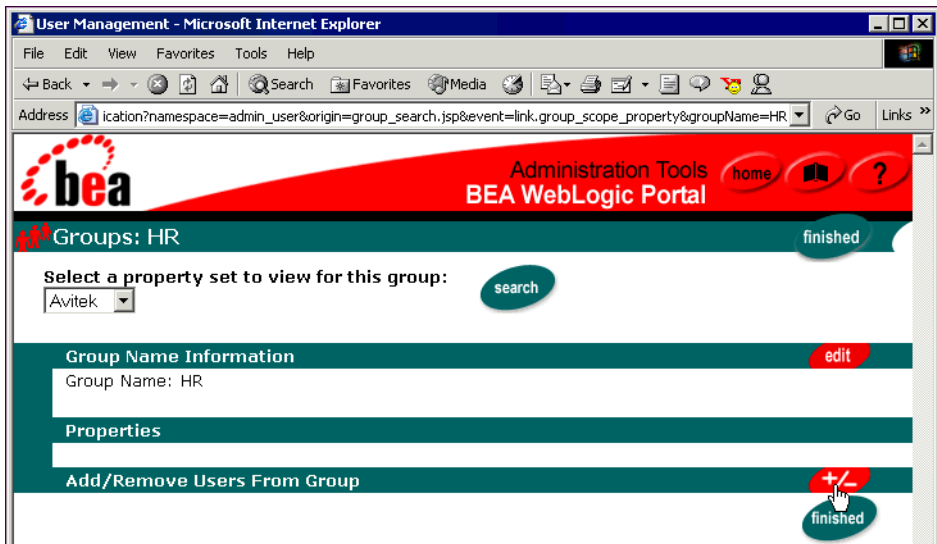 User Management - Microsoft Internet Explorer
File Edit View Favorites Tools Help
Back Search Favorites Media
Address ication?namespace=admin_user&origin=group_search.jsp&event=link.group_scope_property&groupName=HR Go Links »
bea
Administration Tools home ?
BEA WebLogic Portal
Groups: HR finished
Select a property set to view for this group:
Avitek search
Group Name Information edit
Group Name: HR
Properties
Add/Remove Users From Group +/-
finished